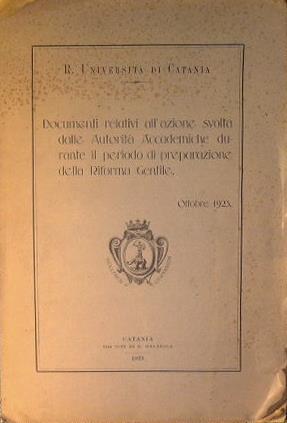 R. UNIVERSITÀ DI CATANIA
Documenti relativi all'azione svolta
dalle Autorità Accademiche du-
rante il periodo di preparazione
della Riforma Gentile.
Ottobre 1923.
CATANIA
1923